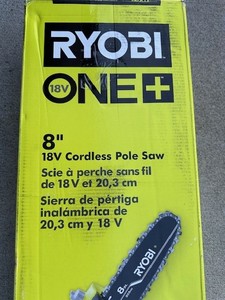 RYOBI
18V ONE+
8"
18V Cordless Pole Saw
Scie à perche sans fil
de 18 V et 20,3 cm
Sierra de pértiga
inalámbrica de
20,3 cm y 18 V
RYOBI
8